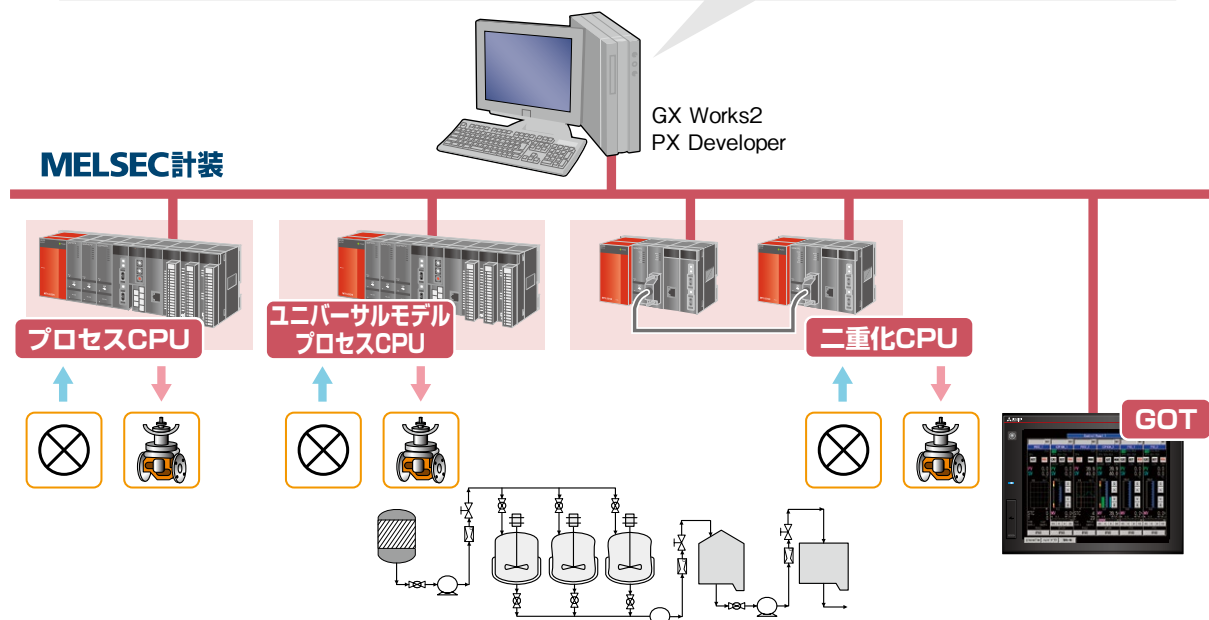 GX Works2
PX Developer
MELSEC計装
プロセスCPU
ユニバーサルモデル
プロセスCPU
二重化CPU
GOT